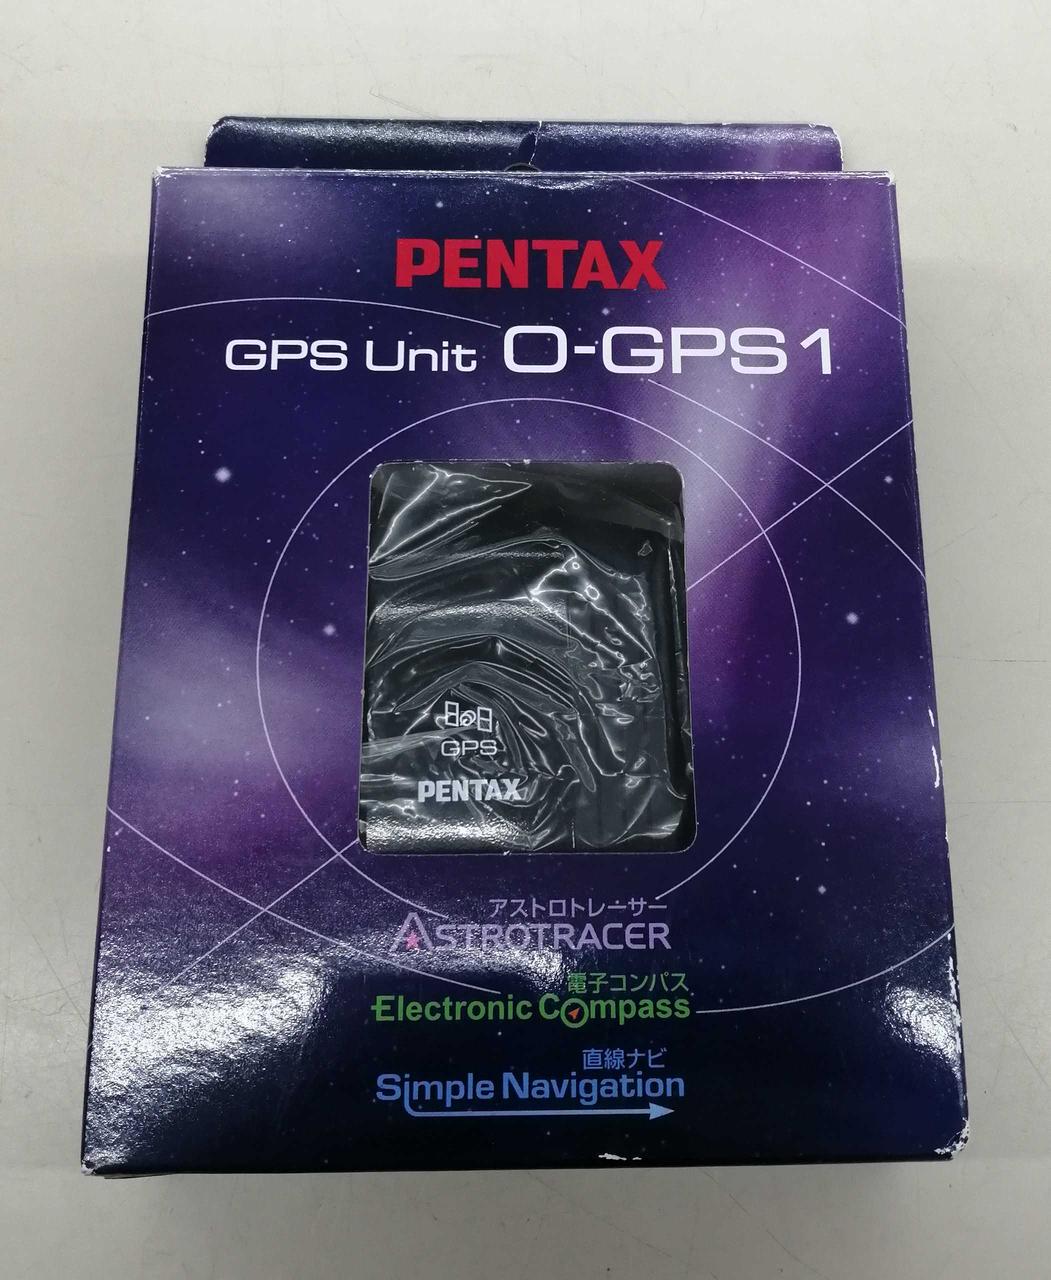 PENTAX
GPS Unit O-GPS1
GPS
PENTAX
アストロトレーサー
ASTROTRACER
電子コンパス
Electronic Compass
直線ナビ
Simple Navigation